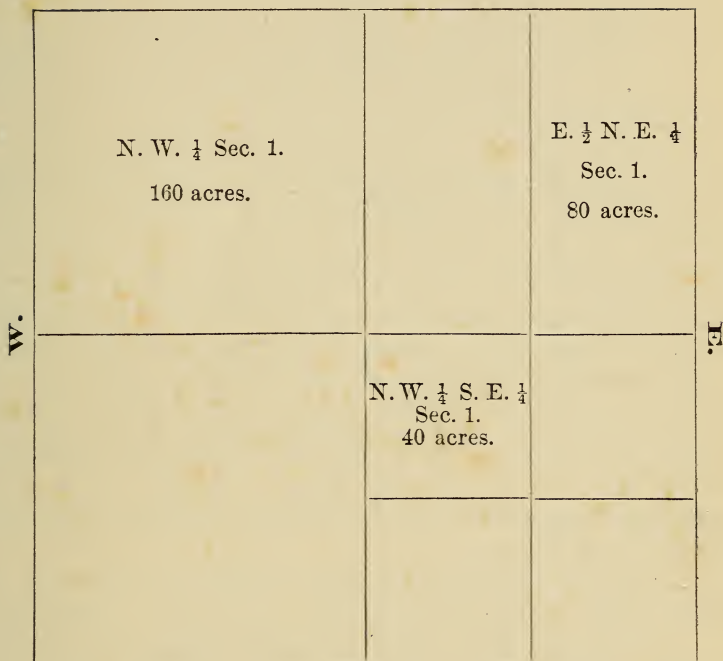 N. W. ¼ Sec. 1.
160 acres.
E. ½ N. E. ¼
Sec. 1.
80 acres.
W.
E.
N. W. ¼ S. E. ¼
Sec. 1.
40 acres.